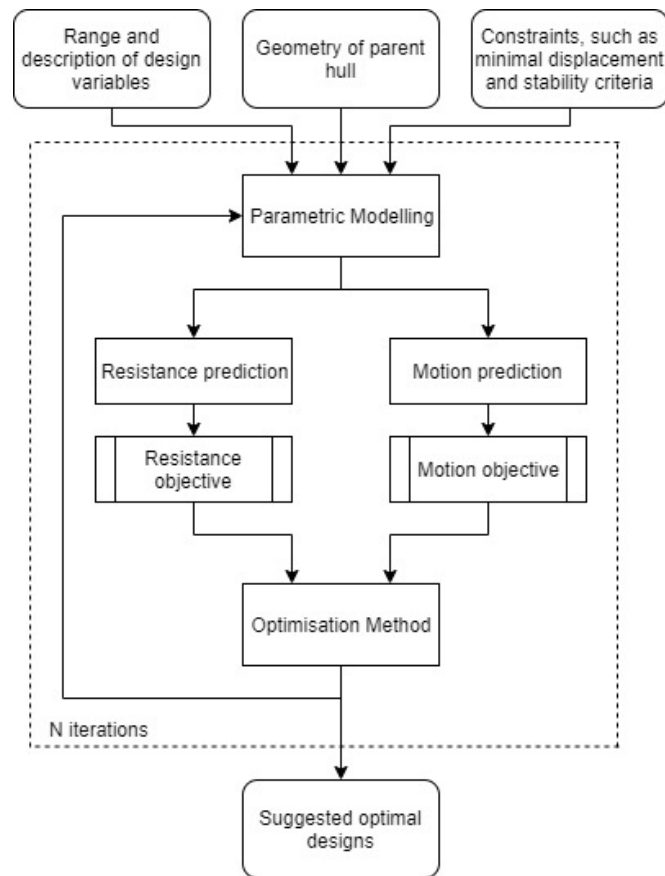 Range and
description of design
variables
Geometry of parent
hull
Constraints, such as
minimal displacement
and stability criteria
Parametric Modelling
Resistance prediction
Motion prediction
Resistance
objective
Motion objective
Optimisation Method
N iterations
Suggested optimal
designs